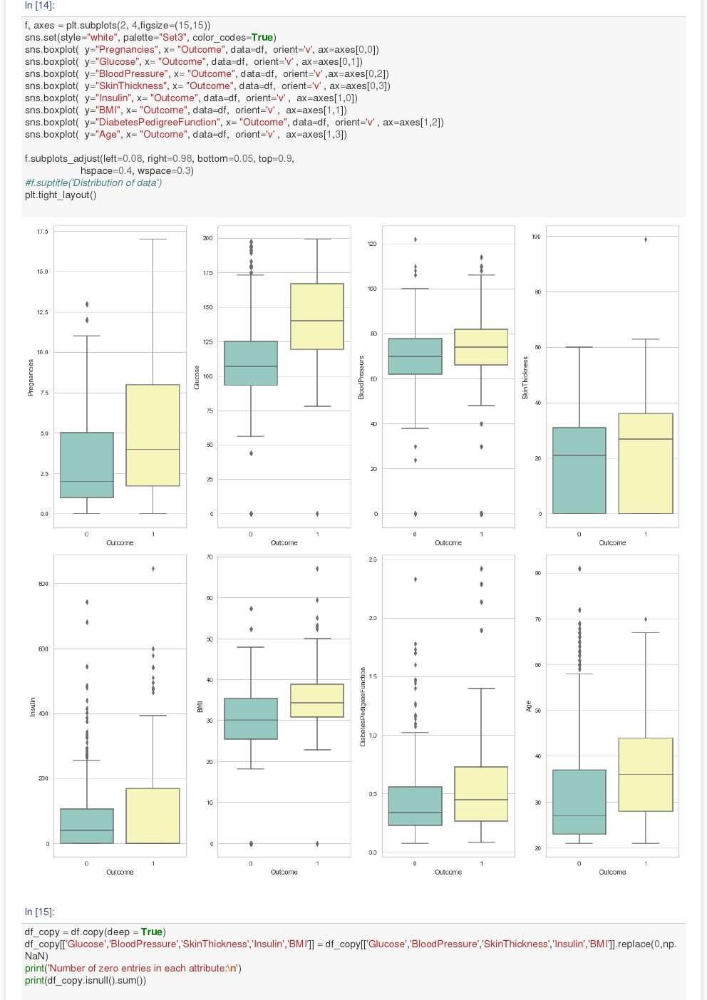 In [14]:
f, axes = plt.subplots(2, 4,figsize=(15,15))
sns.set(style="white", palette="Set3", color_codes=True)
sns.boxplot(  y="Pregnancies", x= "Outcome", data=df,  orient='v', ax=axes[0,0])
sns.boxplot(  y="Glucose", x= "Outcome", data=df,  orient='v' ,  ax=axes[0,1])
sns.boxplot(  y="BloodPressure", x= "Outcome", data=df,  orient='v' ,ax=axes[0,2])
sns.boxplot(  y="SkinThickness", x= "Outcome", data=df,  orient='v' ,  ax=axes[0,3])
sns.boxplot(  y="Insulin", x= "Outcome", data=df,  orient='v' ,  ax=axes[1,0])
sns.boxplot(  y="BMI", x= "Outcome", data=df,  orient='v' ,  ax=axes[1,1])
sns.boxplot(  y="DiabetesPedigreeFunction", x= "Outcome", data=df,  orient='v' , ax=axes[1,2])
sns.boxplot(  y="Age", x= "Outcome", data=df,  orient='v' ,  ax=axes[1,3])
f.subplots_adjust(left=0.08, right=0.98, bottom=0.05, top=0.9,
hspace=0.4, wspace=0.3)
#f.suptitle('Distribution of data')
plt.tight_layout()
17.5
15.0
12.5
10.0
7.5
5.0
2.5
0.0
Pregnancies
0 1
Outcome
200
175
150
125
100
75
50
25
0
Glucose
0 1
Outcome
120
100
80
60
40
20
0
BloodPressure
0 1
Outcome
100
80
60
40
20
0
SkinThickness
0 1
Outcome
800
600
400
200
0
Insulin
0 1
Outcome
70
60
50
40
30
20
10
0
BMI
0 1
Outcome
2.5
2.0
1.5
1.0
0.5
0.0
DiabetesPedigreeFunction
0 1
Outcome
80
70
60
50
40
30
20
Age
0 1
Outcome
In [15]:
df_copy = df.copy(deep = True)
df_copy[['Glucose','BloodPressure','SkinThickness','Insulin','BMI']] = df_copy[['Glucose','BloodPressure','SkinThickness','Insulin','BMI']].replace(0,np.
NaN)
print('Number of zero entries in each attribute:\n')
print(df_copy.isnull().sum())